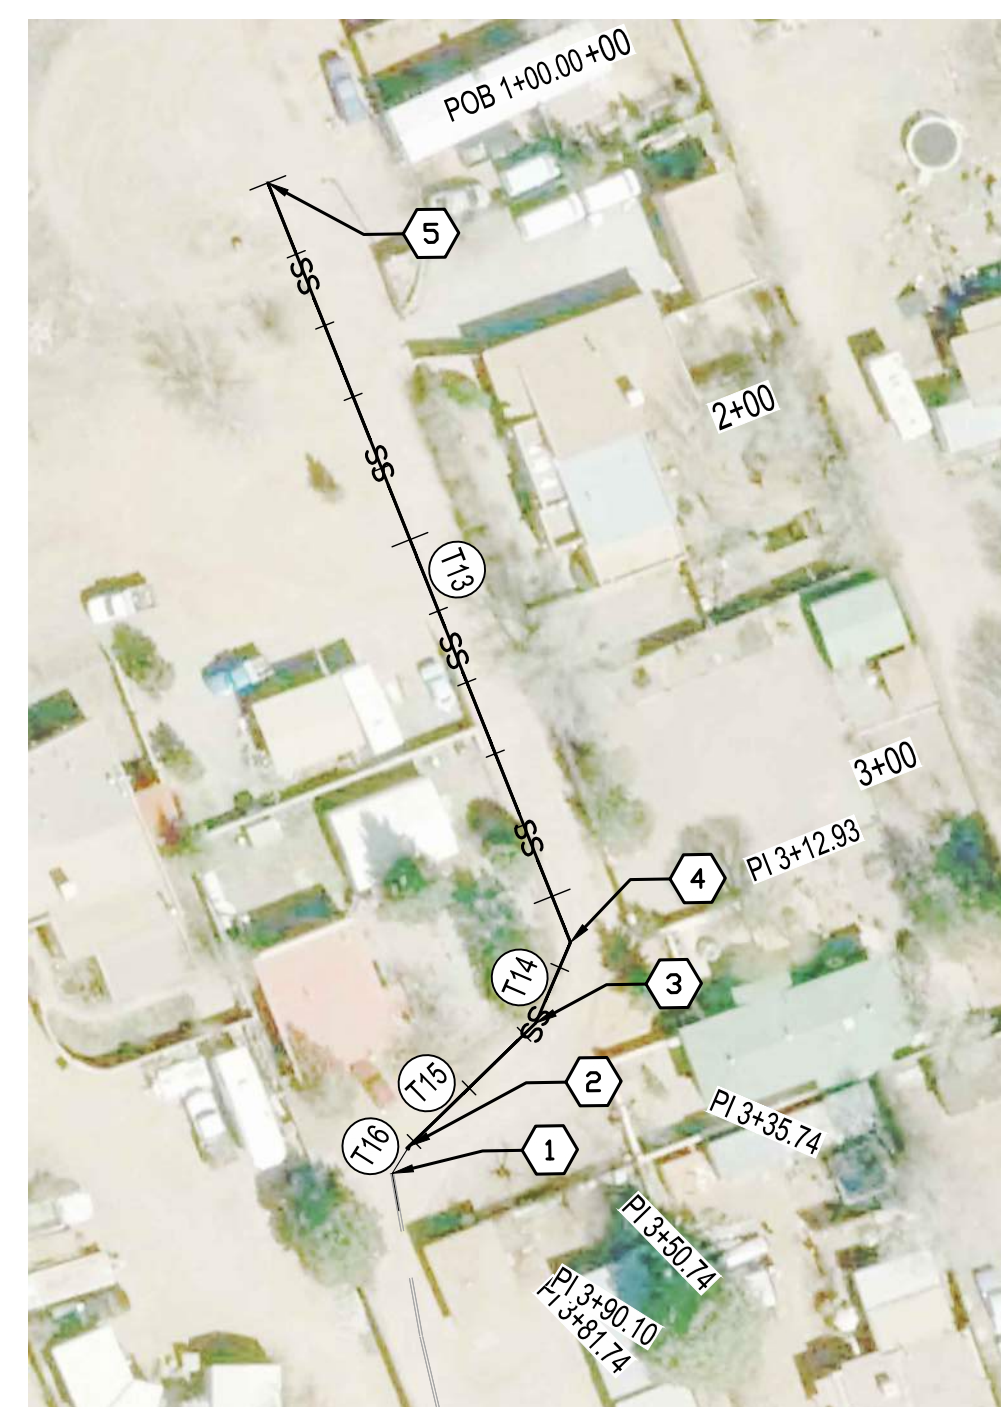 POB 1+00.00+00
5
SS
2+00
SS
T13
SS
3+00
SS
PI 3+12.93
4
T14
3
SS
T15
2
PI 3+35.74
T16
1
PI 3+50.74
PI 3+90.10
PI 3+81.74